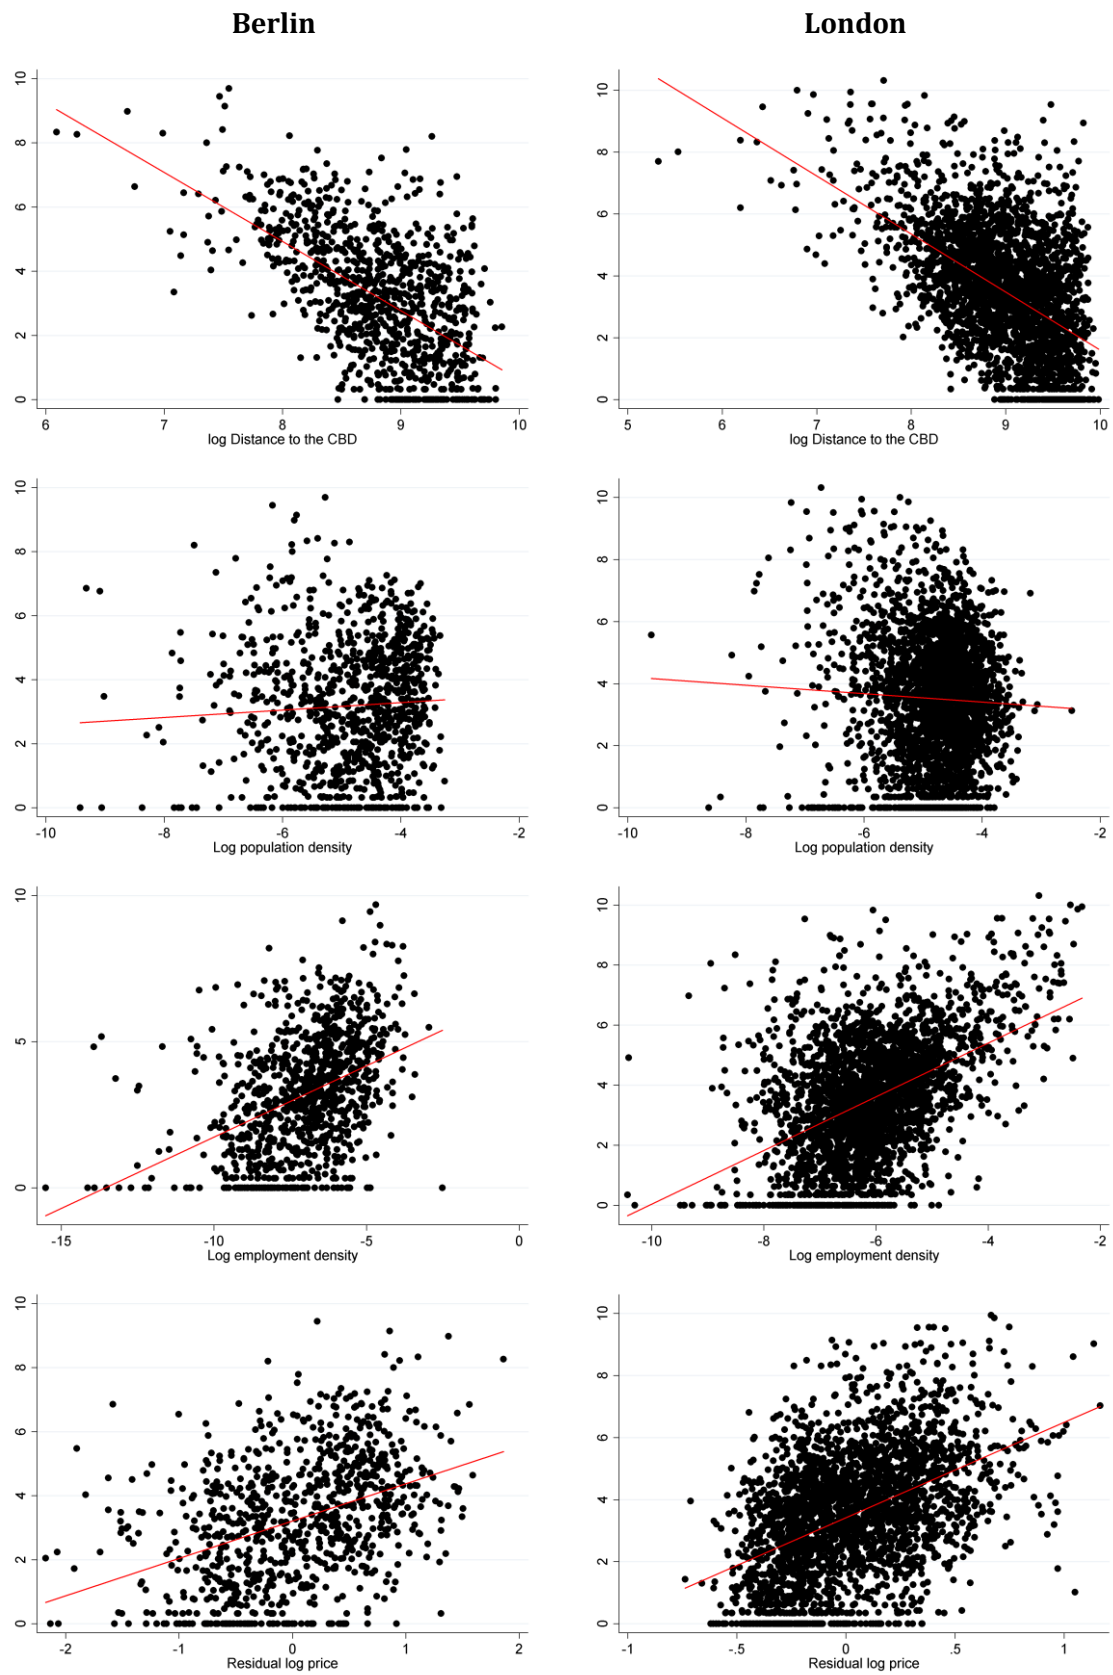 Berlin London
10
8
6
4
2
0
6 7 8 9 10
log Distance to the CBD
10
8
6
4
2
0
5 6 7 8 9 10
log Distance to the CBD
10
8
6
4
2
0
-10 -8 -6 -4 -2
Log population density
10
8
6
4
2
0
-10 -8 -6 -4 -2
Log population density
10
5
0
-15 -10 -5 0
Log employment density
10
8
6
4
2
0
-10 -8 -6 -4 -2
Log employment density
10
8
6
4
2
0
-2 -1 0 1 2
Residual log price
10
8
6
4
2
0
-1 -.5 0 .5 1
Residual log price